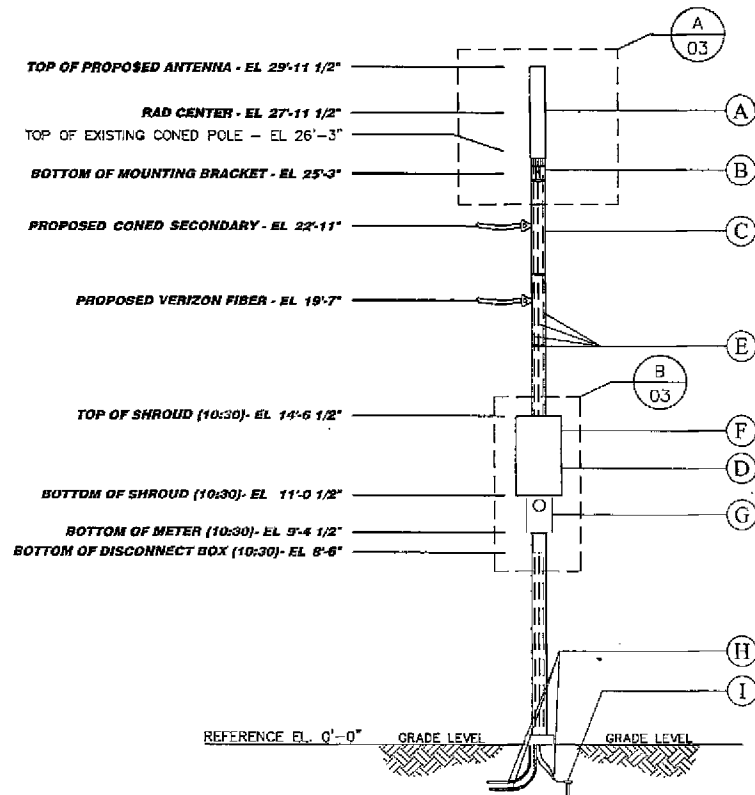 A
03
TOP OF PROPOSED ANTENNA - EL 29'-11 1/2"
A
RAD CENTER - EL 27'-11 1/2"
TOP OF EXISTING CONED POLE - EL 26'-3"
B
BOTTOM OF MOUNTING BRACKET - EL 25'-3"
C
PROPOSED CONED SECONDARY - EL 22'-11"
PROPOSED VERIZON FIBER - EL 19'-7"
E
B
03
TOP OF SHROUD (10:30)- EL 14'-6 1/2"
F
D
BOTTOM OF SHROUD (10:30)- EL 11'-0 1/2"
G
BOTTOM OF METER (10:30)- EL 9'-4 1/2"
BOTTOM OF DISCONNECT BOX (10:30)- EL 8'-6"
H
I
REFERENCE EL. 0'-0"
GRADE LEVEL
GRADE LEVEL